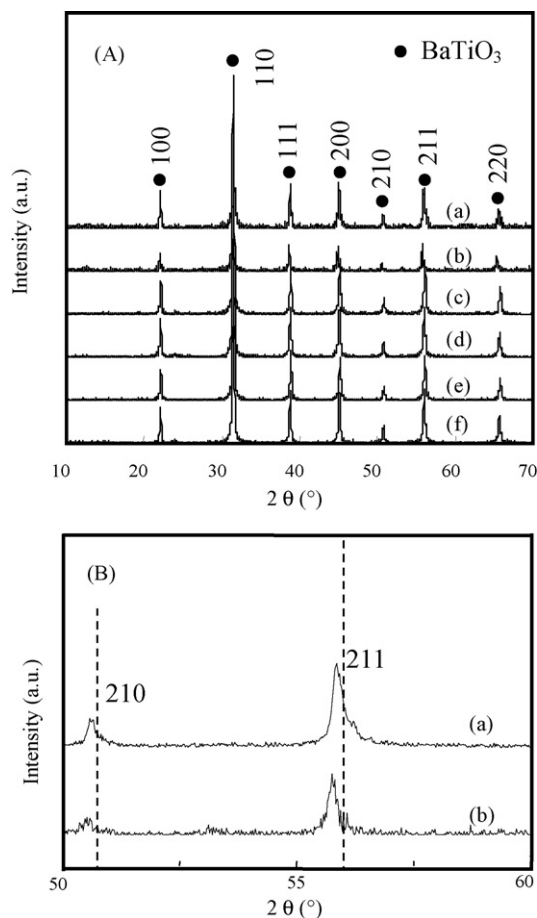 (A)
● BaTiO₃
100
110
111
200
210
211
220
(a)
(b)
(c)
(d)
(e)
(f)
Intensity (a.u.)
10 20 30 40 50 60 70
2 θ (°)
(B)
210
211
(a)
(b)
Intensity (a.u.)
50 55 60
2 θ (°)